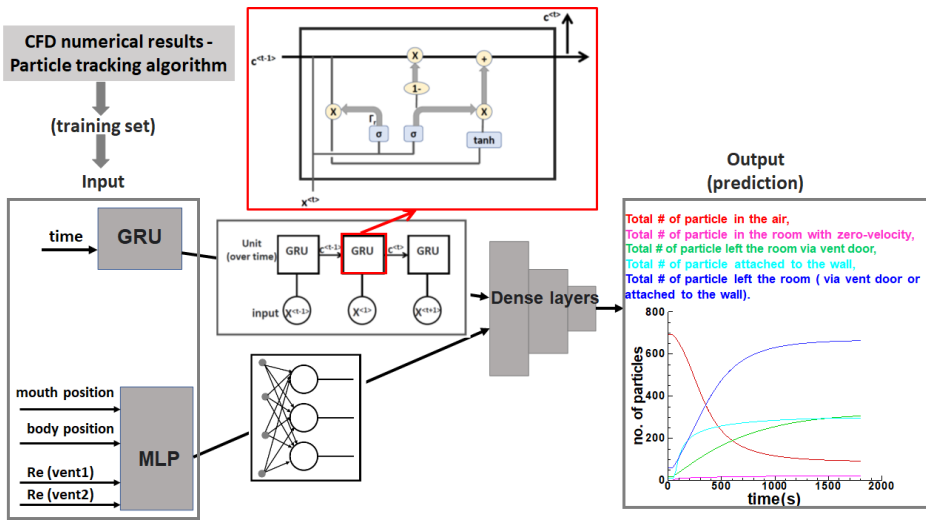 CFD numerical results -
Particle tracking algorithm
(training set)
Input
time
GRU
mouth position
body position
Re (vent1)
Re (vent2)
MLP
c<t>
c<t-1>
X
+
1-
X
Γr
X
σ
σ
tanh
x<t>
Unit
(over time)
GRU
c<t-1>
GRU
c<t>
GRU
input
X<t-1>
X<1>
X<t+1>
Dense layers
Output
(prediction)
Total # of particle in the air,
Total # of particle in the room with zero-velocity,
Total # of particle left the room via vent door,
Total # of particle attached to the wall,
Total # of particle left the room ( via vent door or
attached to the wall).
no. of particles
800
600
400
200
0
0
500
1000
1500
2000
time(s)